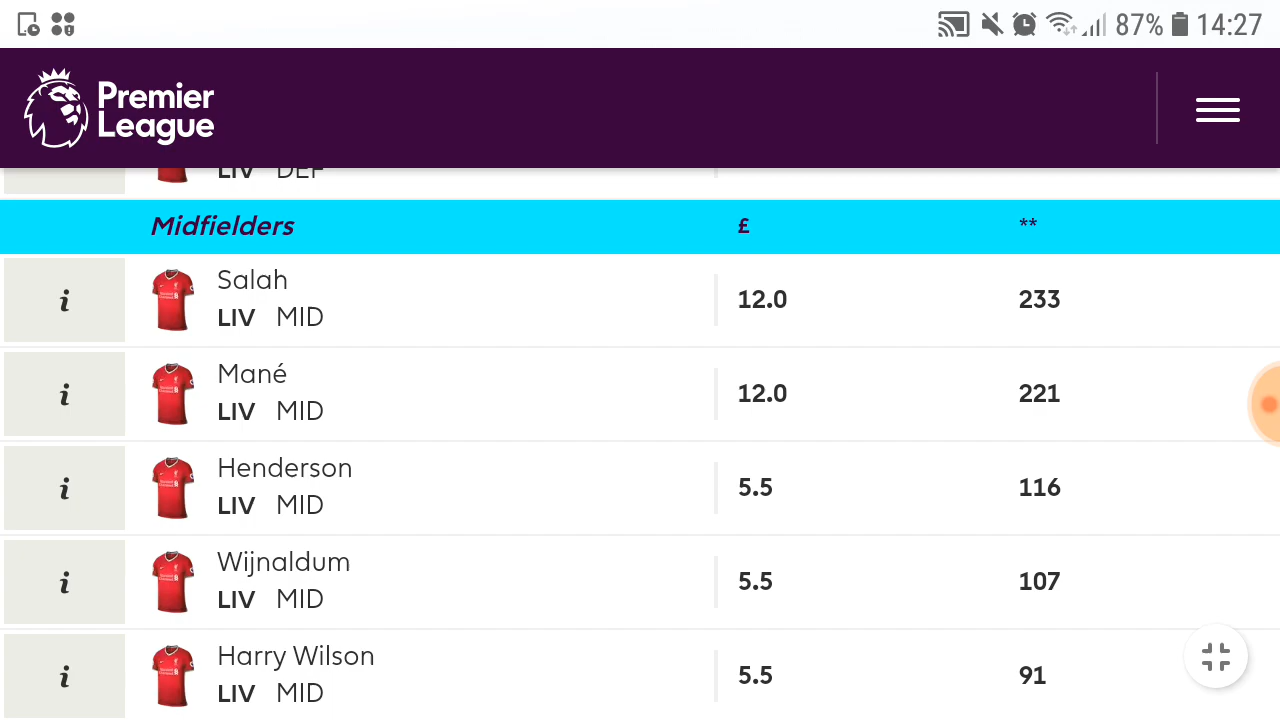 87% 14:27
Premier
League
LIV DEF
Midfielders £ **
i Salah
LIV MID 12.0 233
i Mané
LIV MID 12.0 221
i Henderson
LIV MID 5.5 116
i Wijnaldum
LIV MID 5.5 107
i Harry Wilson
LIV MID 5.5 91